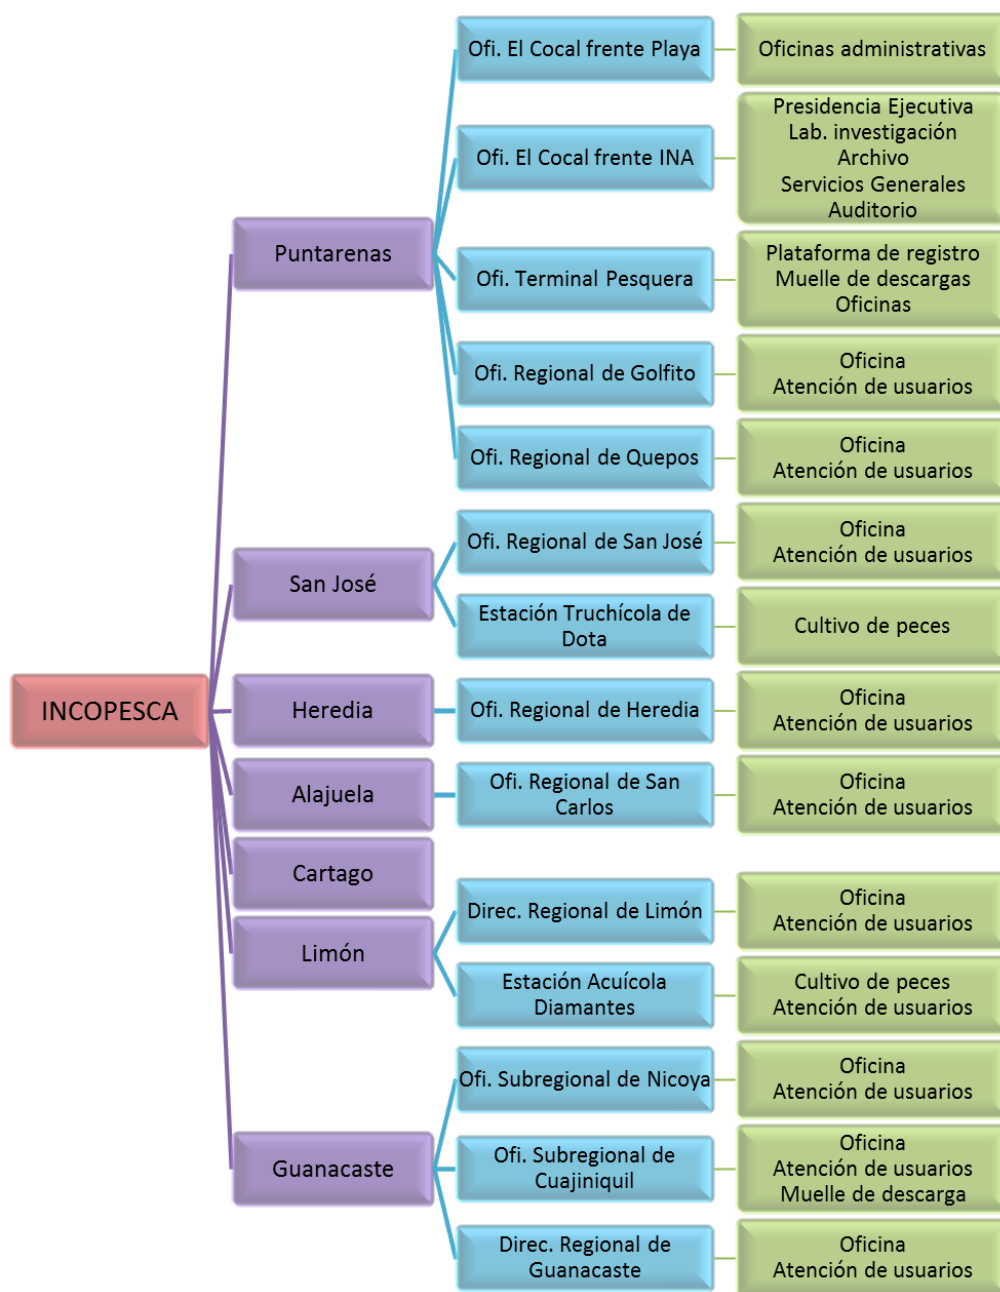 INCOPESCA
Puntarenas
Ofi. El Cocal frente Playa
Oficinas administrativas
Ofi. El Cocal frente INA
Presidencia Ejecutiva
Lab. investigación
Archivo
Servicios Generales
Auditorio
Ofi. Terminal Pesquera
Plataforma de registro
Muelle de descargas
Oficinas
Ofi. Regional de Golfito
Oficina
Atención de usuarios
Ofi. Regional de Quepos
Oficina
Atención de usuarios
San José
Ofi. Regional de San José
Oficina
Atención de usuarios
Estación Truchícola de
Dota
Cultivo de peces
Heredia
Ofi. Regional de Heredia
Oficina
Atención de usuarios
Alajuela
Ofi. Regional de San
Carlos
Oficina
Atención de usuarios
Cartago
Limón
Direc. Regional de Limón
Oficina
Atención de usuarios
Estación Acuícola
Diamantes
Cultivo de peces
Atención de usuarios
Guanacaste
Ofi. Subregional de Nicoya
Oficina
Atención de usuarios
Ofi. Subregional de
Cuajiniquil
Oficina
Atención de usuarios
Muelle de descarga
Direc. Regional de
Guanacaste
Oficina
Atención de usuarios